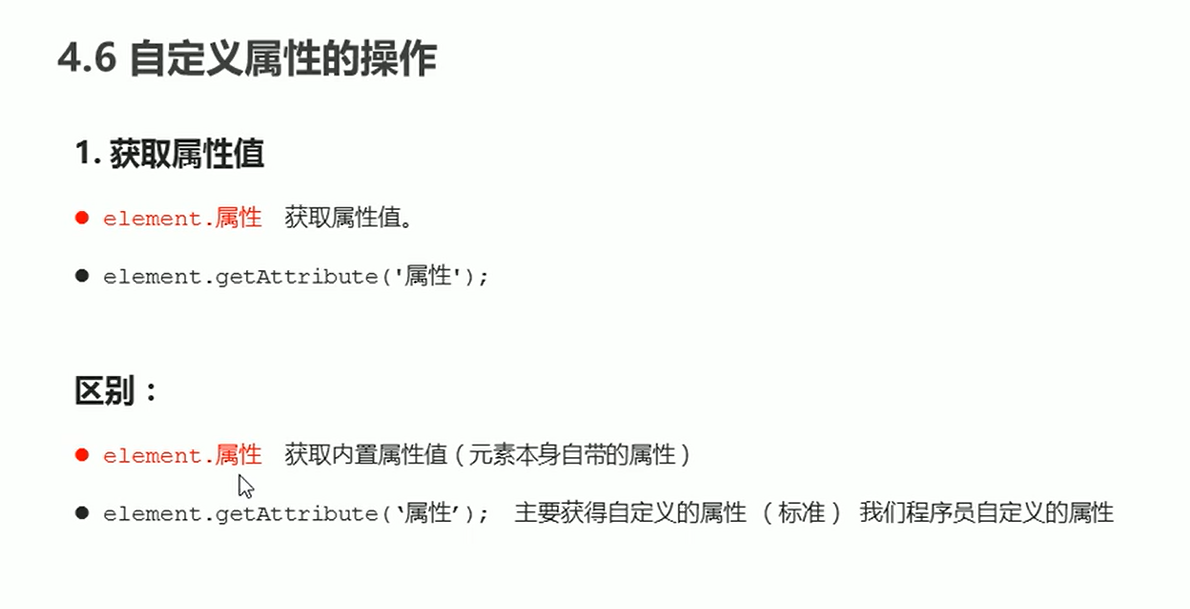 4.6 自定义属性的操作
1. 获取属性值
● element.属性 获取属性值。
● element.getAttribute('属性');
区别：
● element.属性 获取内置属性值（元素本身自带的属性）
● element.getAttribute(‘属性’); 主要获得自定义的属性 （标准） 我们程序员自定义的属性